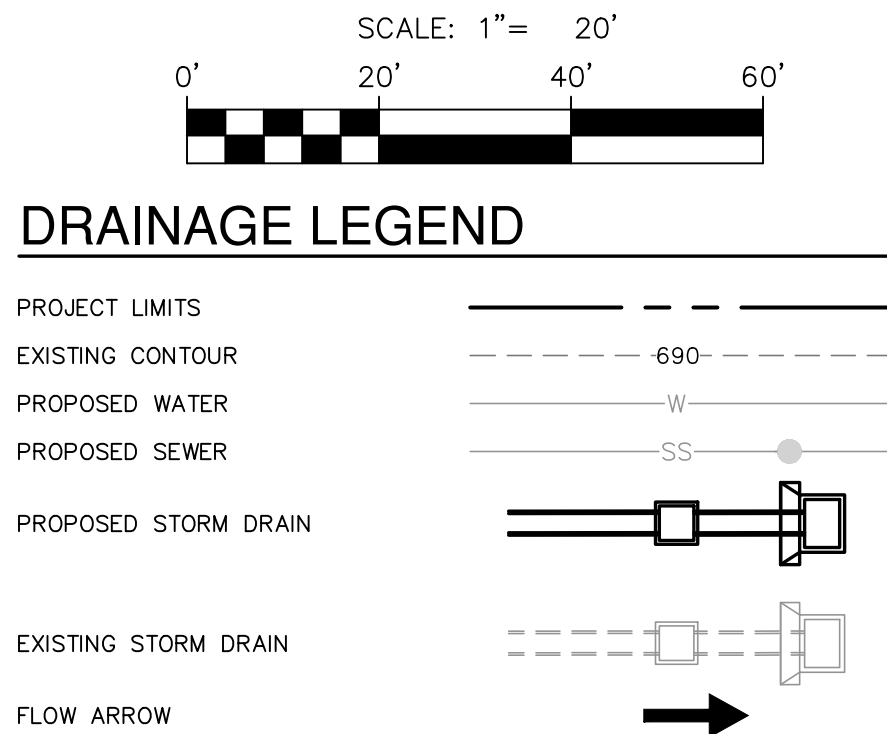 SCALE: 1"= 20'
0' 20' 40' 60'
DRAINAGE LEGEND
PROJECT LIMITS
EXISTING CONTOUR 690
PROPOSED WATER W
PROPOSED SEWER SS
PROPOSED STORM DRAIN
EXISTING STORM DRAIN
FLOW ARROW